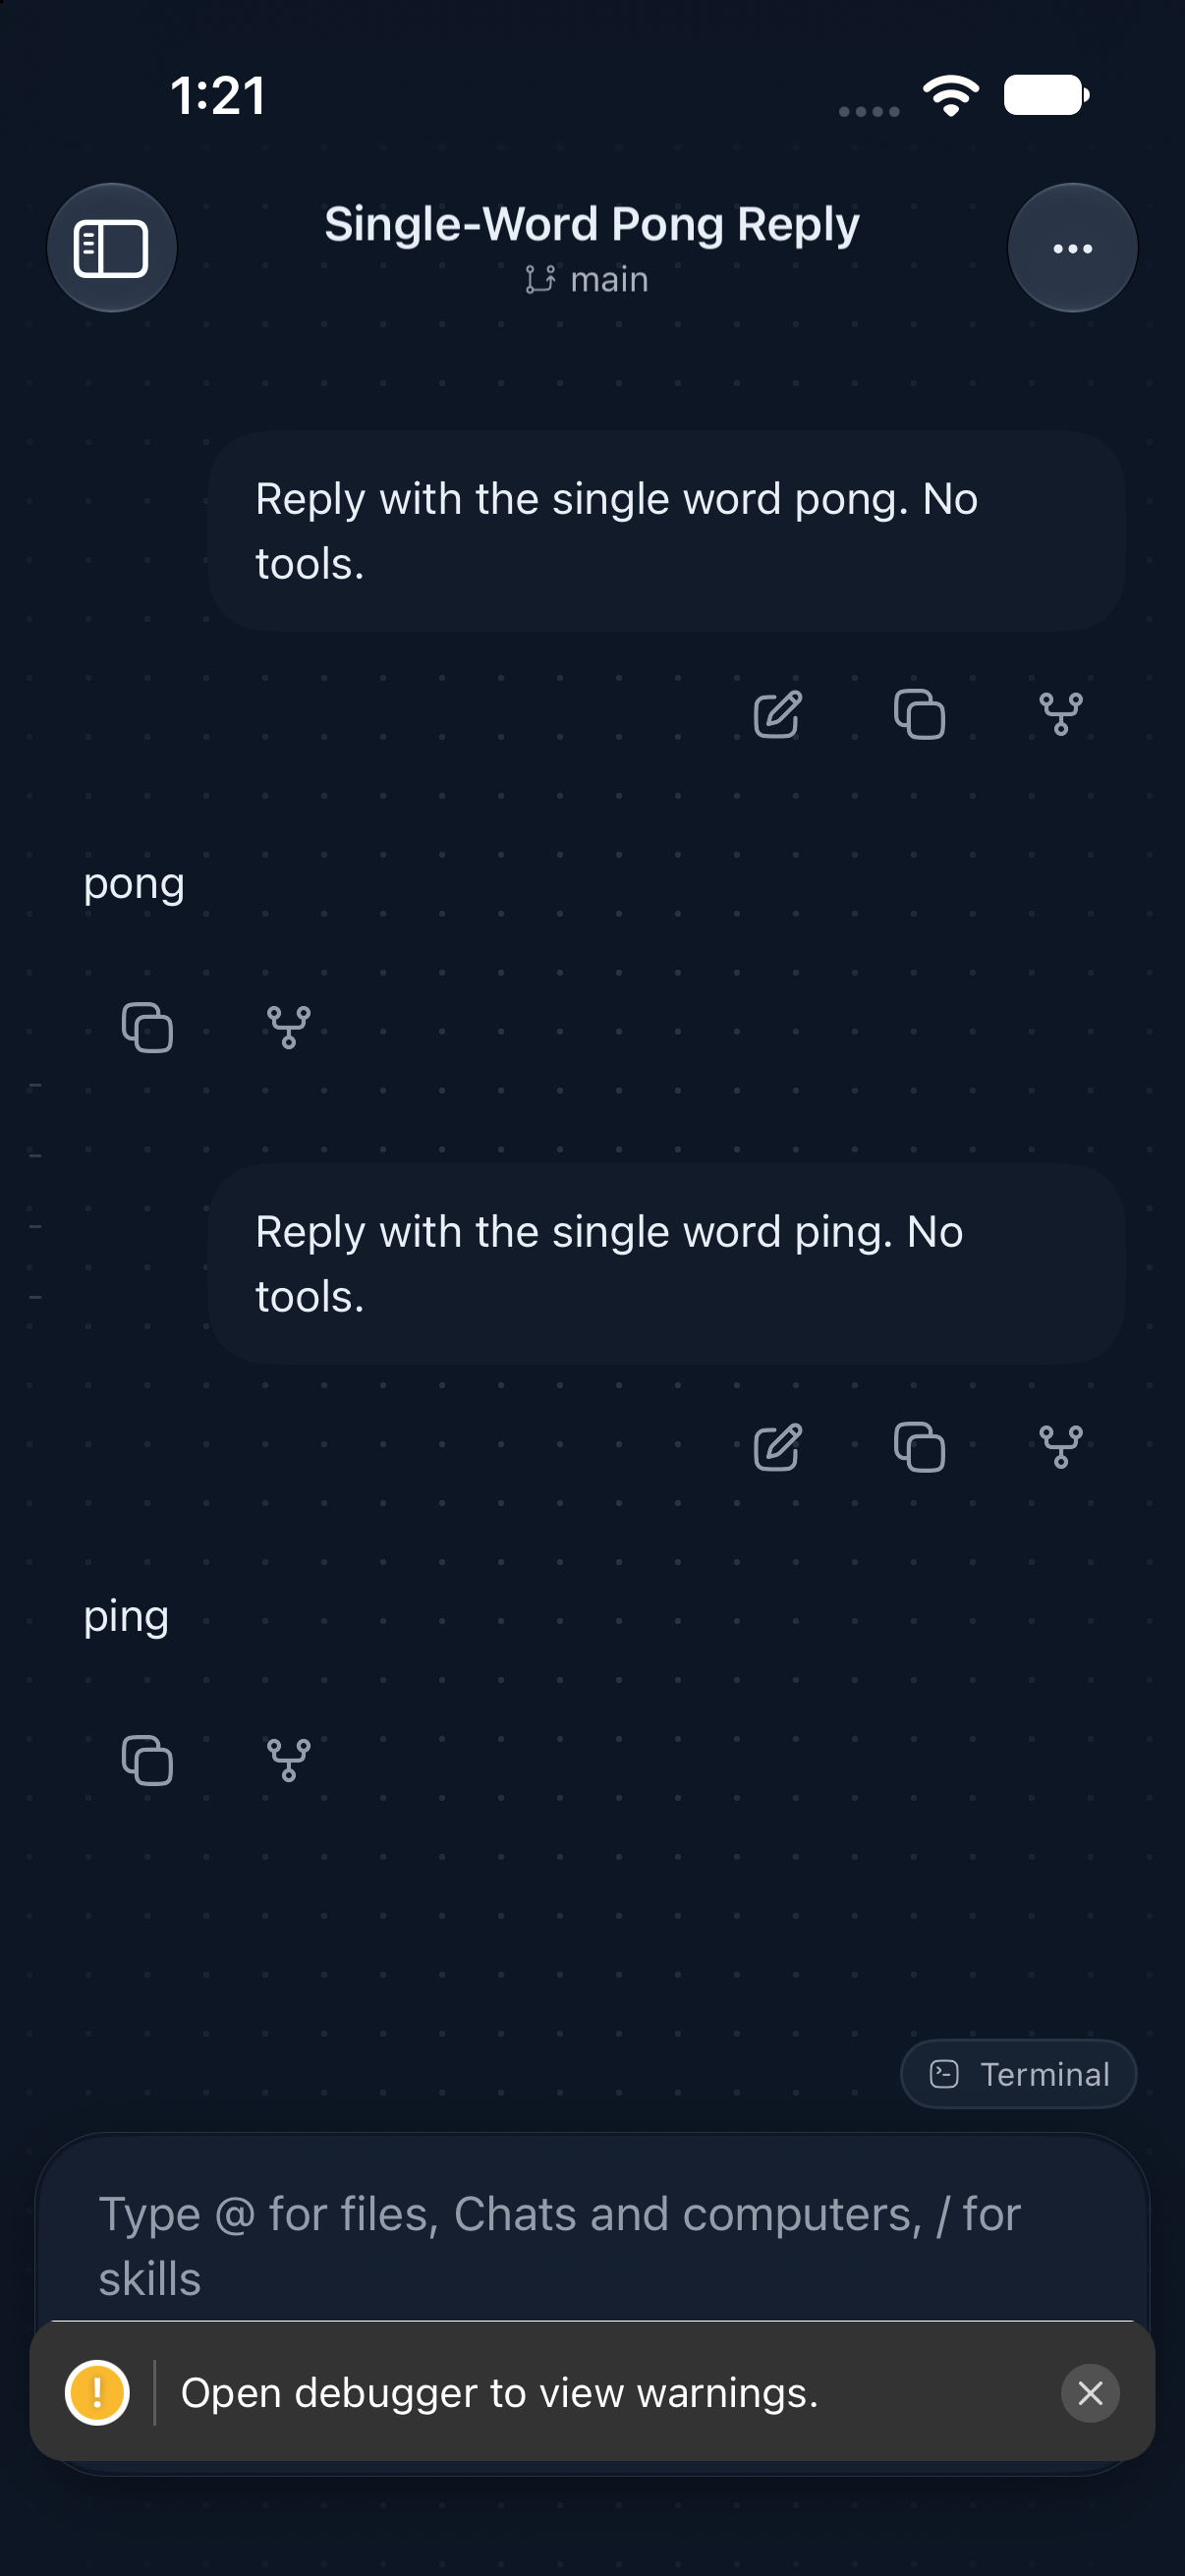 1:21
Single-Word Pong Reply
main
Reply with the single word pong. No
tools.
pong
Reply with the single word ping. No
tools.
ping
Terminal
Type @ for files, Chats and computers, / for
skills
Open debugger to view warnings.